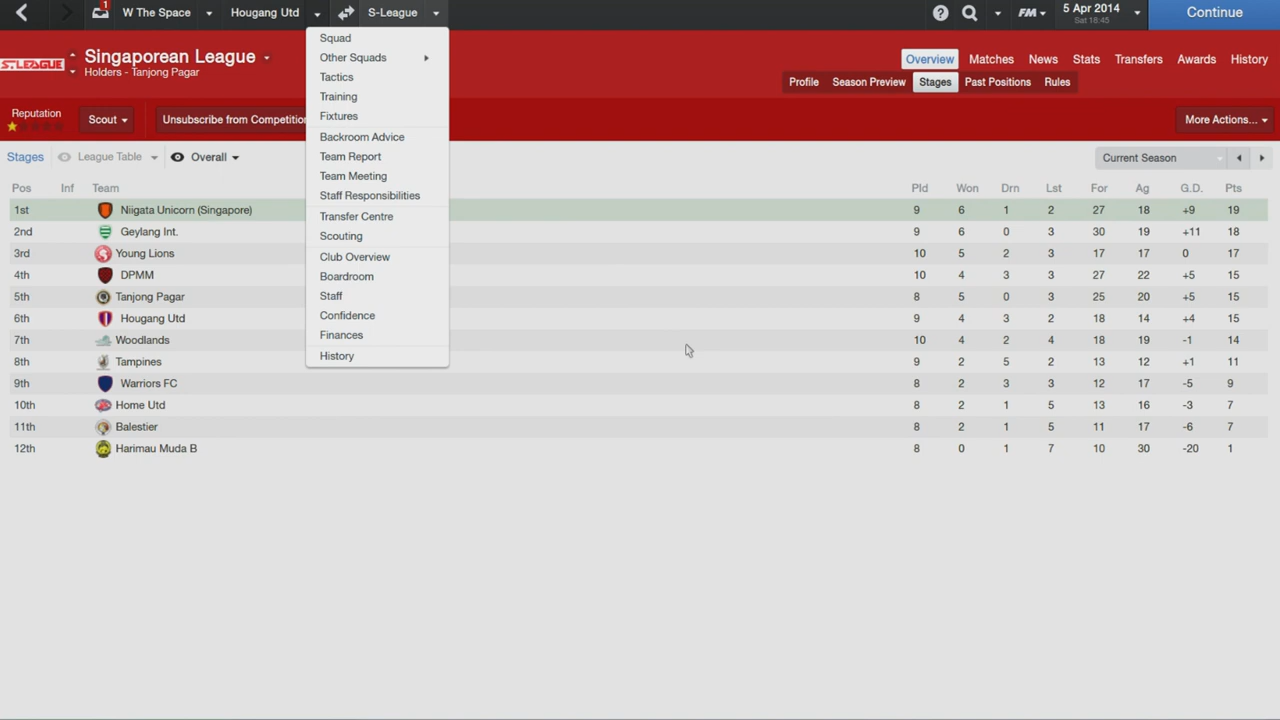 1 W The Space Hougang Utd S-League FM 5 Apr 2014 Sat 18:45 Continue
S.LEAGUE Singaporean League
Holders - Tanjong Pagar
Overview Matches News Stats Transfers Awards History
Profile Season Preview Stages Past Positions Rules
Reputation Scout Unsubscribe from Competition More Actions...
Squad
Other Squads
Tactics
Training
Fixtures
Backroom Advice
Team Report
Team Meeting
Staff Responsibilities
Transfer Centre
Scouting
Club Overview
Boardroom
Staff
Confidence
Finances
History
Stages League Table Overall Current Season
Pos Inf Team Pld Won Drn Lst For Ag G.D. Pts
1st Niigata Unicorn (Singapore) 9 6 1 2 27 18 +9 19
2nd Geylang Int. 9 6 0 3 30 19 +11 18
3rd Young Lions 10 5 2 3 17 17 0 17
4th DPMM 10 4 3 3 27 22 +5 15
5th Tanjong Pagar 8 5 0 3 25 20 +5 15
6th Hougang Utd 9 4 3 2 18 14 +4 15
7th Woodlands 10 4 2 4 18 19 -1 14
8th Tampines 9 2 5 2 13 12 +1 11
9th Warriors FC 8 2 3 3 12 17 -5 9
10th Home Utd 8 2 1 5 13 16 -3 7
11th Balestier 8 2 1 5 11 17 -6 7
12th Harimau Muda B 8 0 1 7 10 30 -20 1